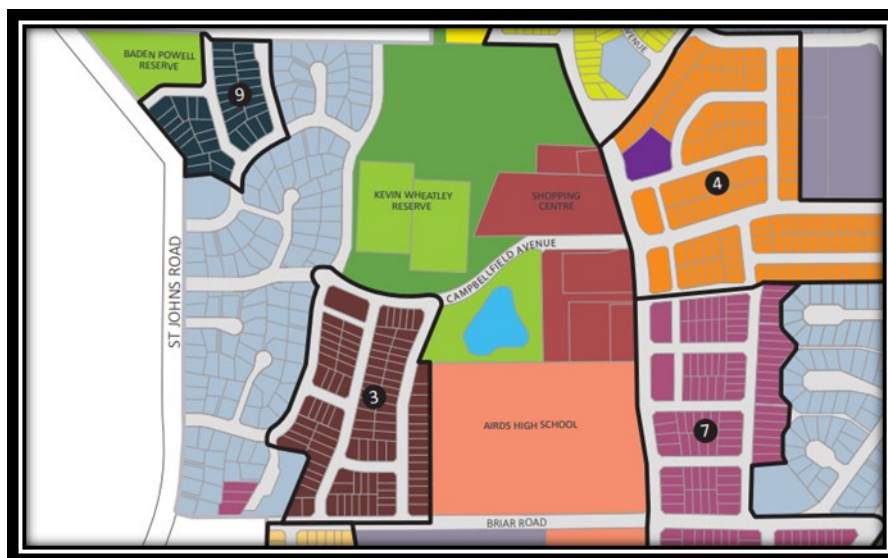 BADEN POWELL
RESERVE
AVENUE
9
4
KEVIN WHEATLEY
RESERVE
SHOPPING
CENTRE
ST JOHNS ROAD
CAMPBELLFIELD AVENUE
3
AIRDS HIGH SCHOOL
7
BRIAR ROAD